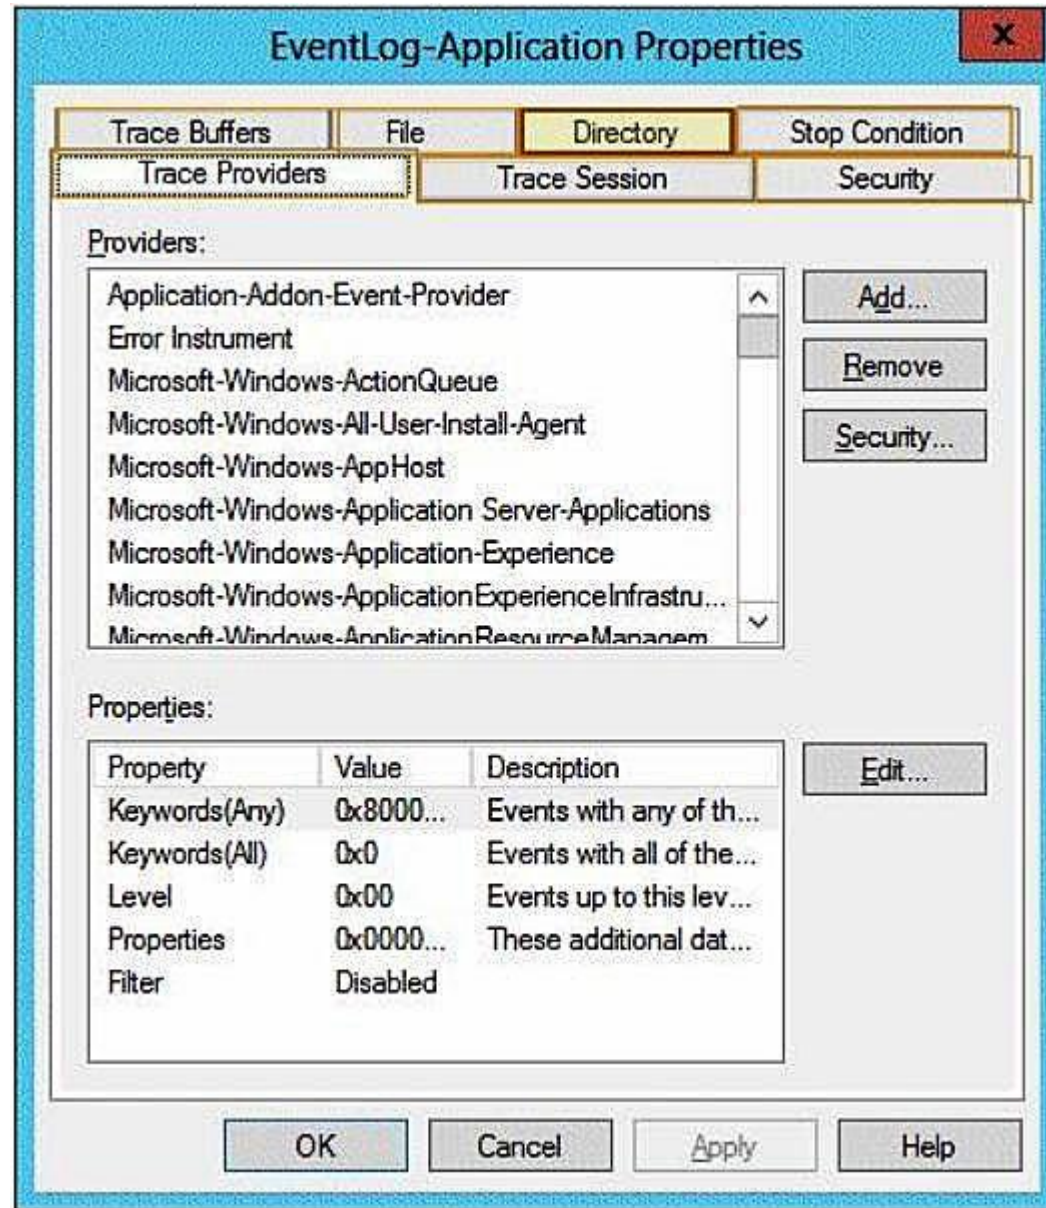 EventLog-Application Properties
x
Trace Buffers File Directory Stop Condition
Trace Providers Trace Session Security
Providers:
Application-Addon-Event-Provider
Error Instrument
Microsoft-Windows-ActionQueue
Microsoft-Windows-All-User-Install-Agent
Microsoft-Windows-AppHost
Microsoft-Windows-Application Server-Applications
Microsoft-Windows-Application-Experience
Microsoft-Windows-ApplicationExperienceInfrastru...
Microsoft-Windows-ApplicationResourceManagem
Add...
Remove
Security...
Properties:
Property Value Description
Keywords(Any) 0x8000... Events with any of th...
Keywords(All) 0x0 Events with all of the...
Level 0x00 Events up to this lev...
Properties 0x0000... These additional dat...
Filter Disabled
Edit...
OK Cancel Apply Help